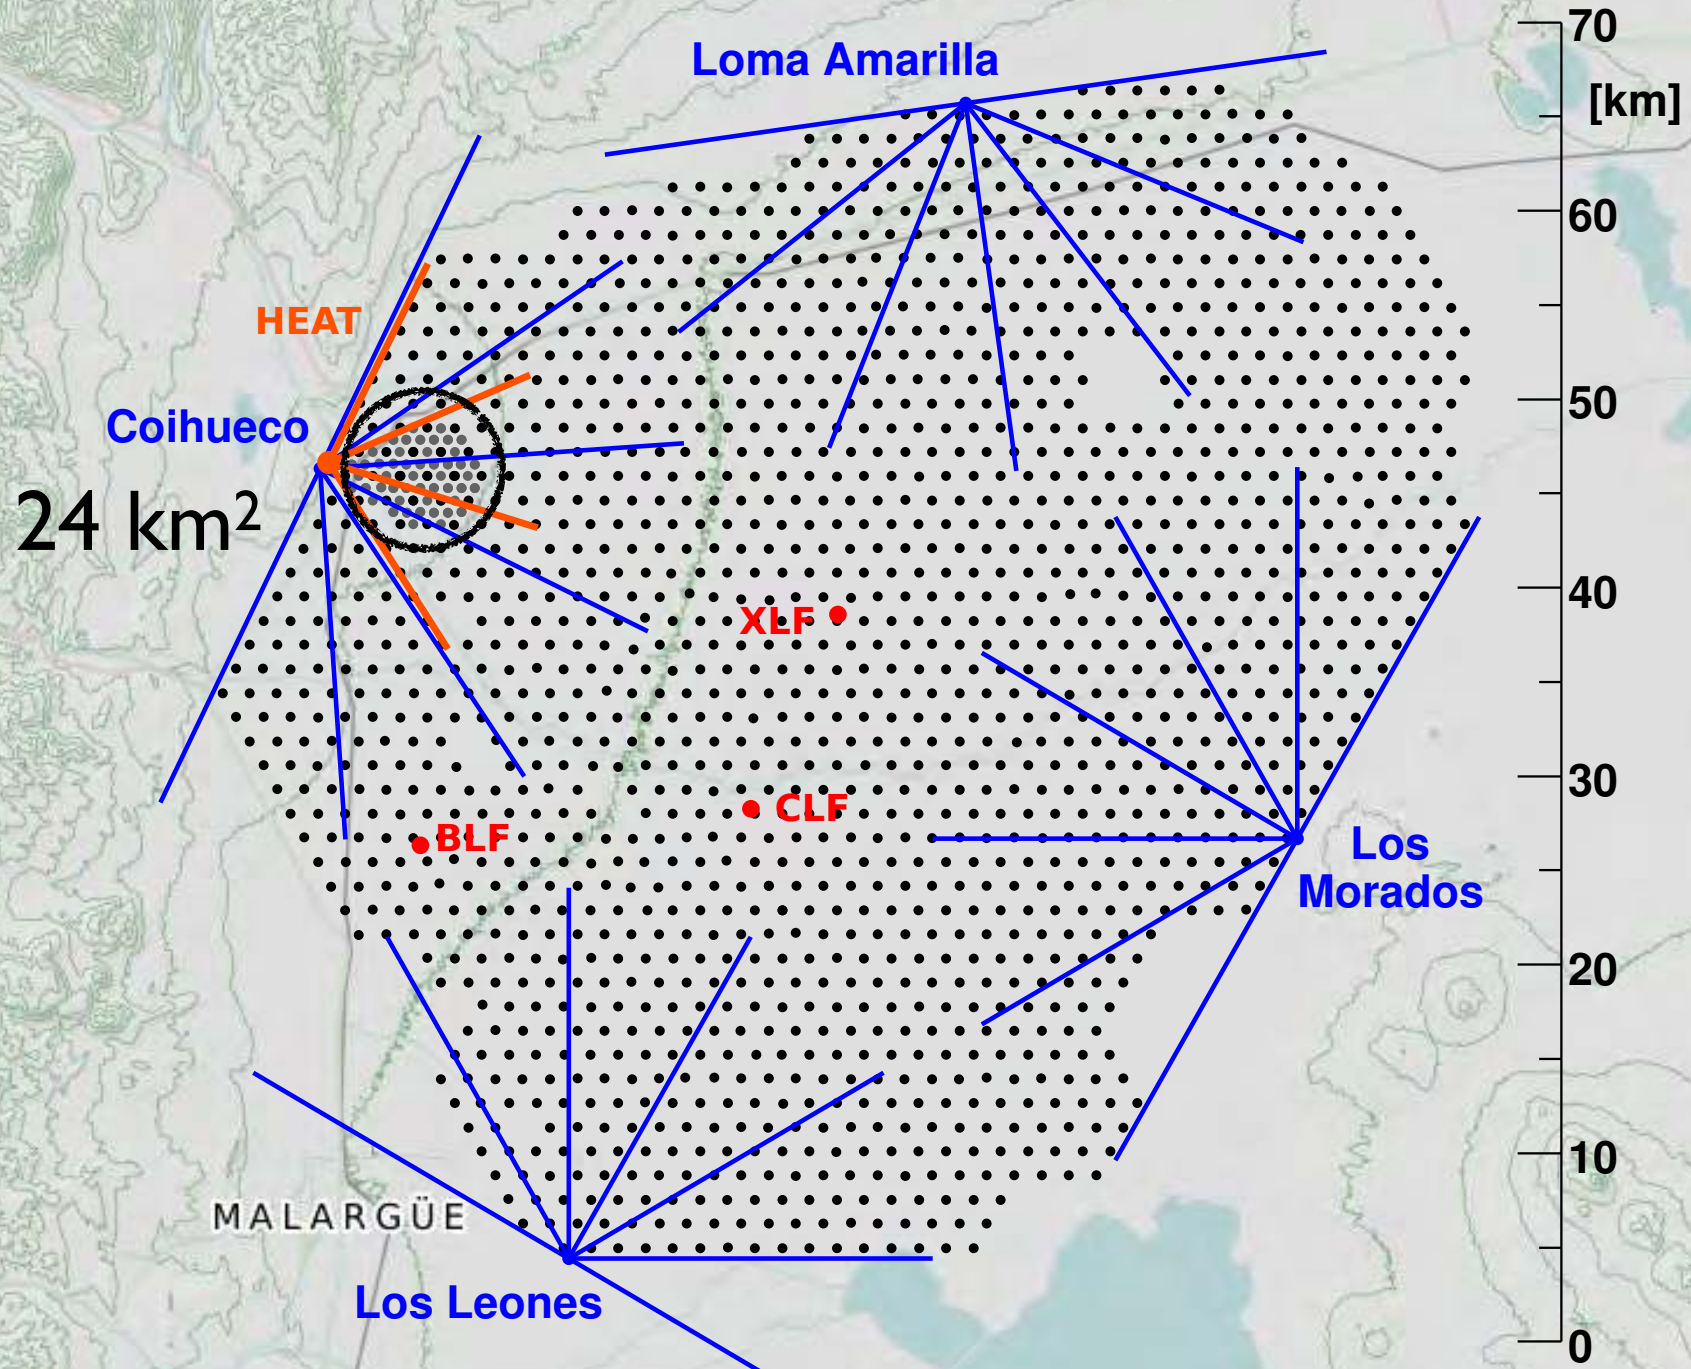 70
Loma Amarilla
[km]
60
HEAT
50
Coihueco
24 km²
40
XLF
30
CLF
BLF
Los
Morados
20
10
MALARGÜE
Los Leones
0